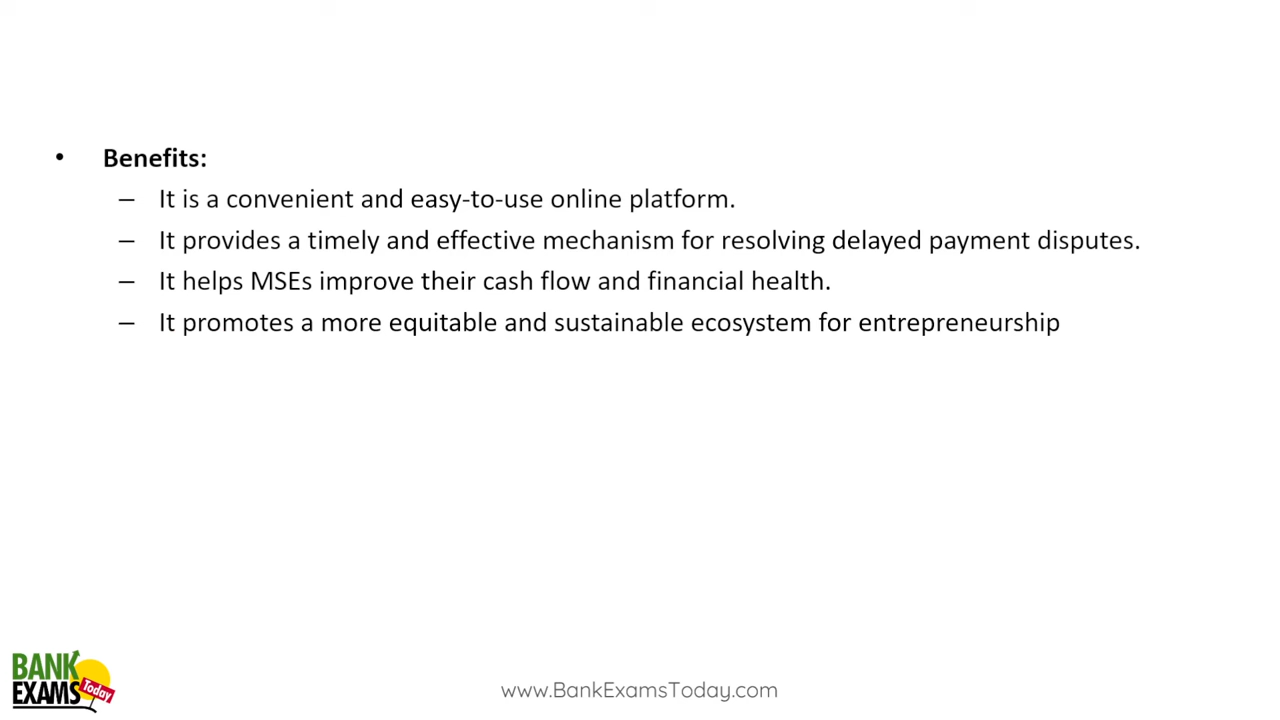 • Benefits:
– It is a convenient and easy-to-use online platform.
– It provides a timely and effective mechanism for resolving delayed payment disputes.
– It helps MSEs improve their cash flow and financial health.
– It promotes a more equitable and sustainable ecosystem for entrepreneurship
BANK
EXAMS Today
www.BankExamsToday.com